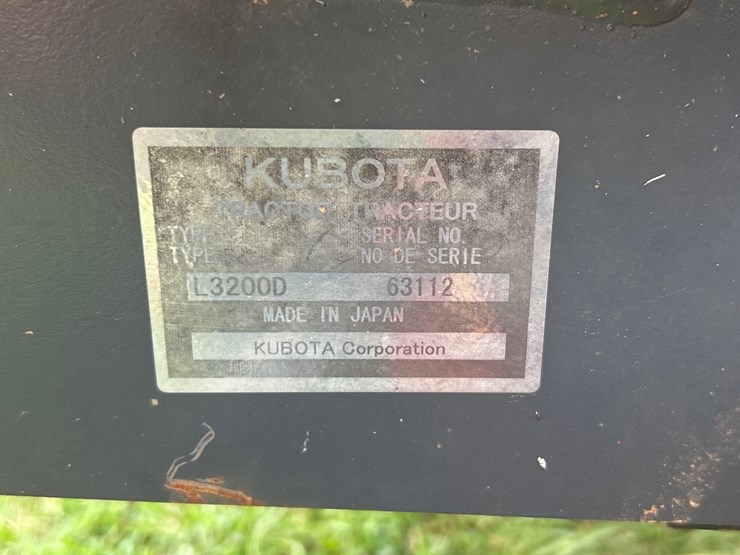 KUBOTA
TRACTOR TRACTEUR
TYPE SERIAL NO.
TYPE NO DE SERIE
L3200D 63112
MADE IN JAPAN
KUBOTA Corporation